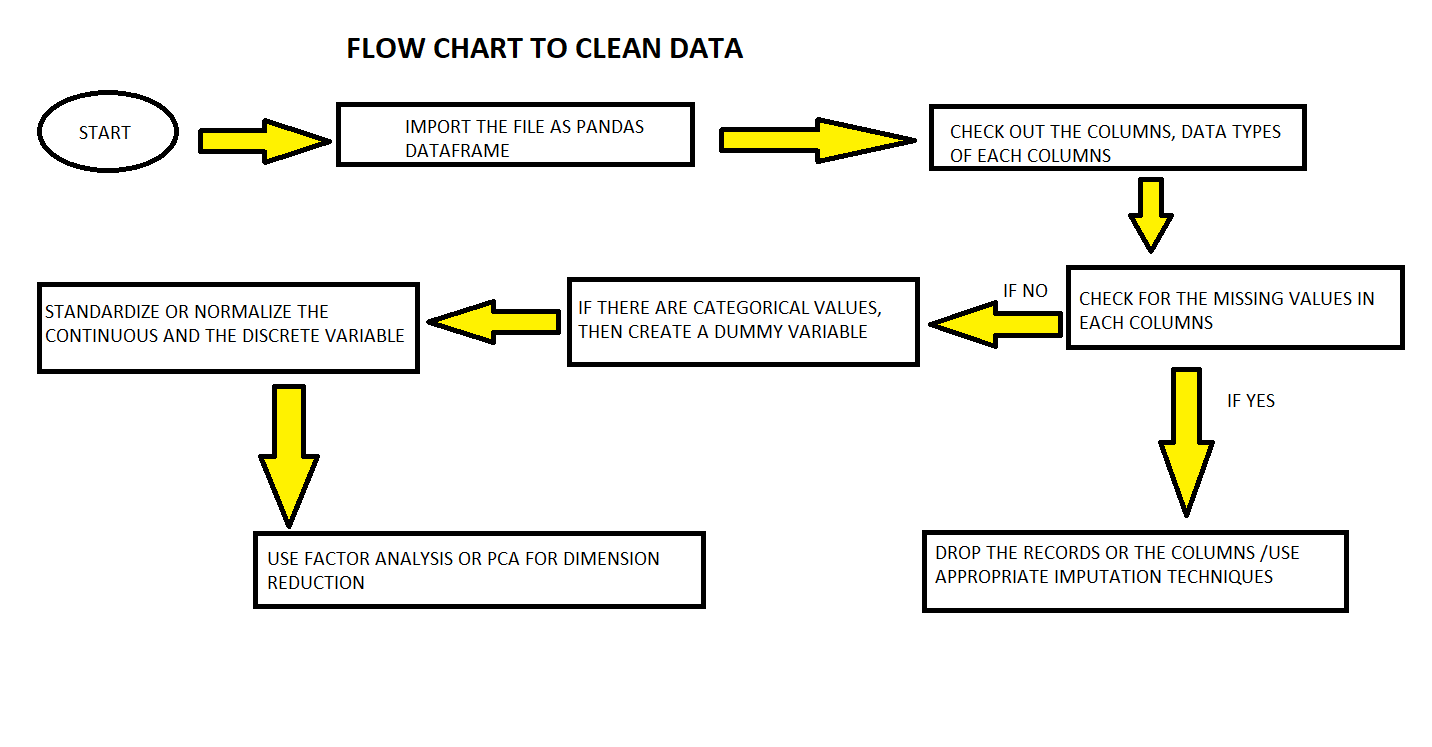 FLOW CHART TO CLEAN DATA
START
IMPORT THE FILE AS PANDAS
DATAFRAME
CHECK OUT THE COLUMNS, DATA TYPES
OF EACH COLUMNS
CHECK FOR THE MISSING VALUES IN
EACH COLUMNS
IF NO
IF THERE ARE CATEGORICAL VALUES,
THEN CREATE A DUMMY VARIABLE
STANDARDIZE OR NORMALIZE THE
CONTINUOUS AND THE DISCRETE VARIABLE
IF YES
USE FACTOR ANALYSIS OR PCA FOR DIMENSION
REDUCTION
DROP THE RECORDS OR THE COLUMNS /USE
APPROPRIATE IMPUTATION TECHNIQUES